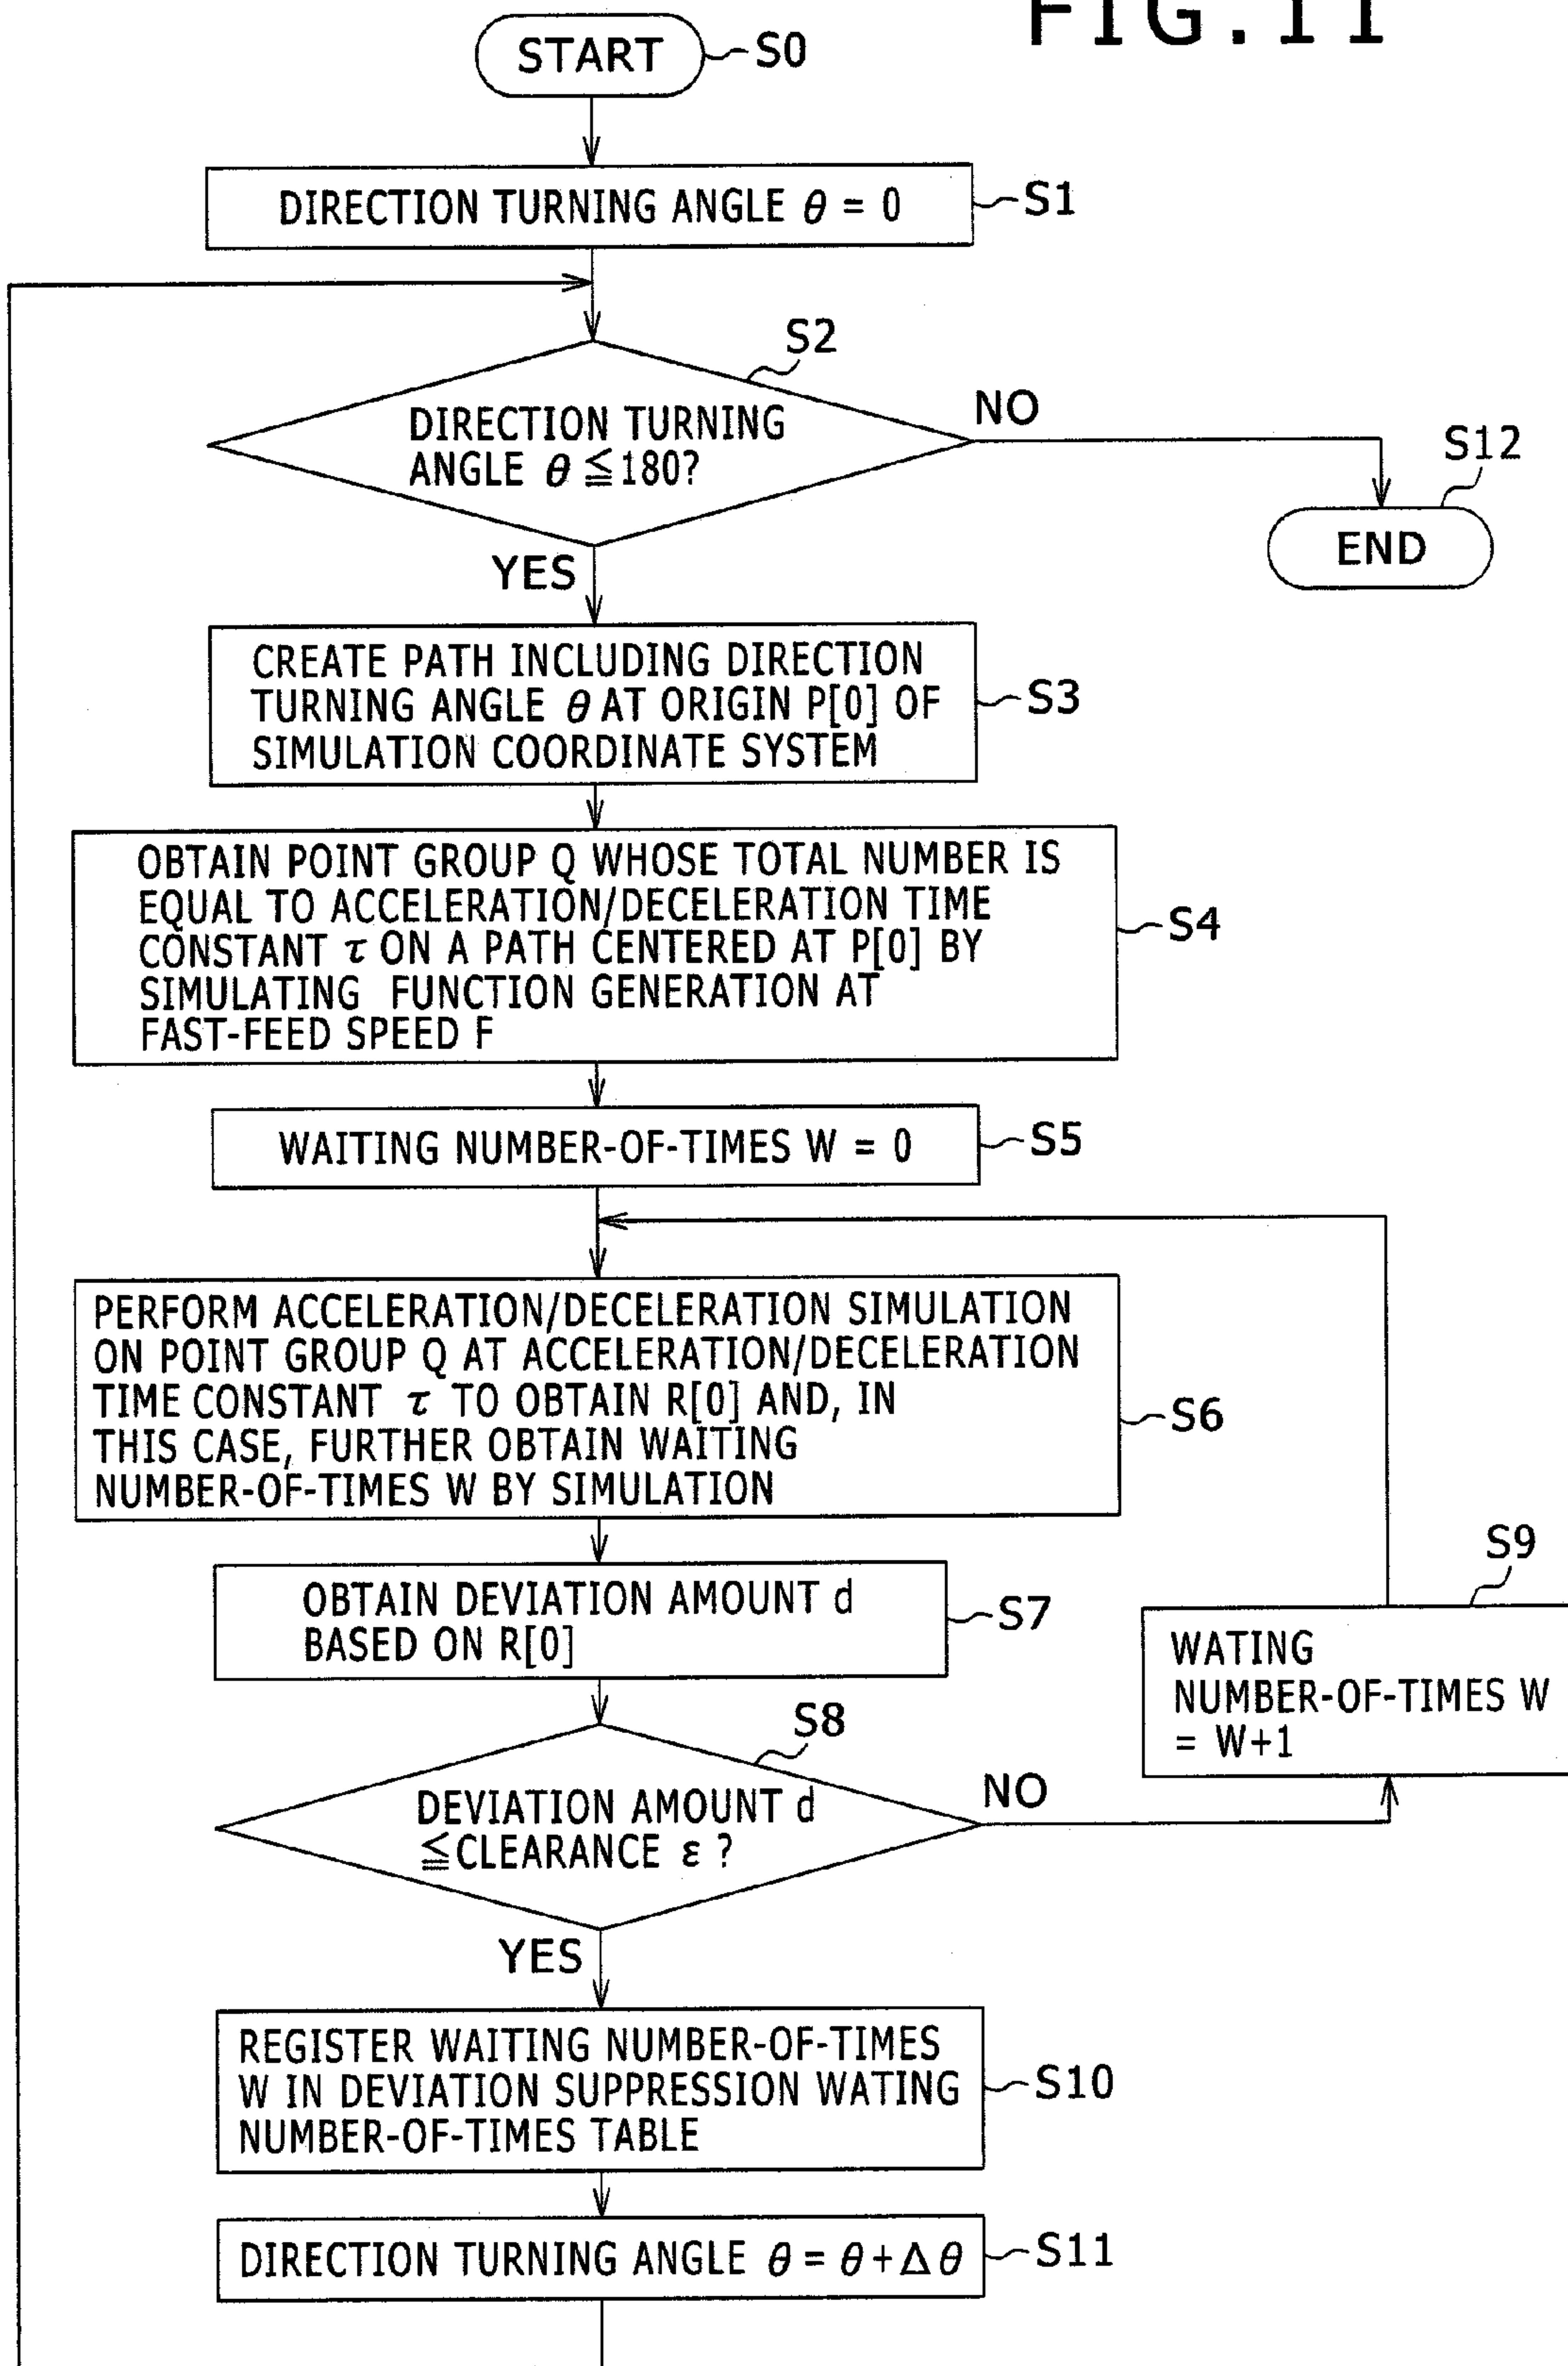 FIG.11
START
S0
DIRECTION TURNING ANGLE θ = 0
S1
S2
DIRECTION TURNING
ANGLE θ ≦180?
NO
S12
END
YES
CREATE PATH INCLUDING DIRECTION
TURNING ANGLE θ AT ORIGIN P[0] OF
SIMULATION COORDINATE SYSTEM
S3
OBTAIN POINT GROUP Q WHOSE TOTAL NUMBER IS
EQUAL TO ACCELERATION/DECELERATION TIME
CONSTANT τ ON A PATH CENTERED AT P[0] BY
SIMULATING FUNCTION GENERATION AT
FAST-FEED SPEED F
S4
WAITING NUMBER-OF-TIMES W = 0
S5
PERFORM ACCELERATION/DECELERATION SIMULATION
ON POINT GROUP Q AT ACCELERATION/DECELERATION
TIME CONSTANT τ TO OBTAIN R[0] AND, IN
THIS CASE, FURTHER OBTAIN WAITING
NUMBER-OF-TIMES W BY SIMULATION
S6
OBTAIN DEVIATION AMOUNT d
BASED ON R[0]
S7
S9
WATING
NUMBER-OF-TIMES W
= W+1
S8
DEVIATION AMOUNT d
≦CLEARANCE ε ?
NO
YES
REGISTER WAITING NUMBER-OF-TIMES
W IN DEVIATION SUPPRESSION WATING
NUMBER-OF-TIMES TABLE
S10
DIRECTION TURNING ANGLE θ = θ + Δθ
S11